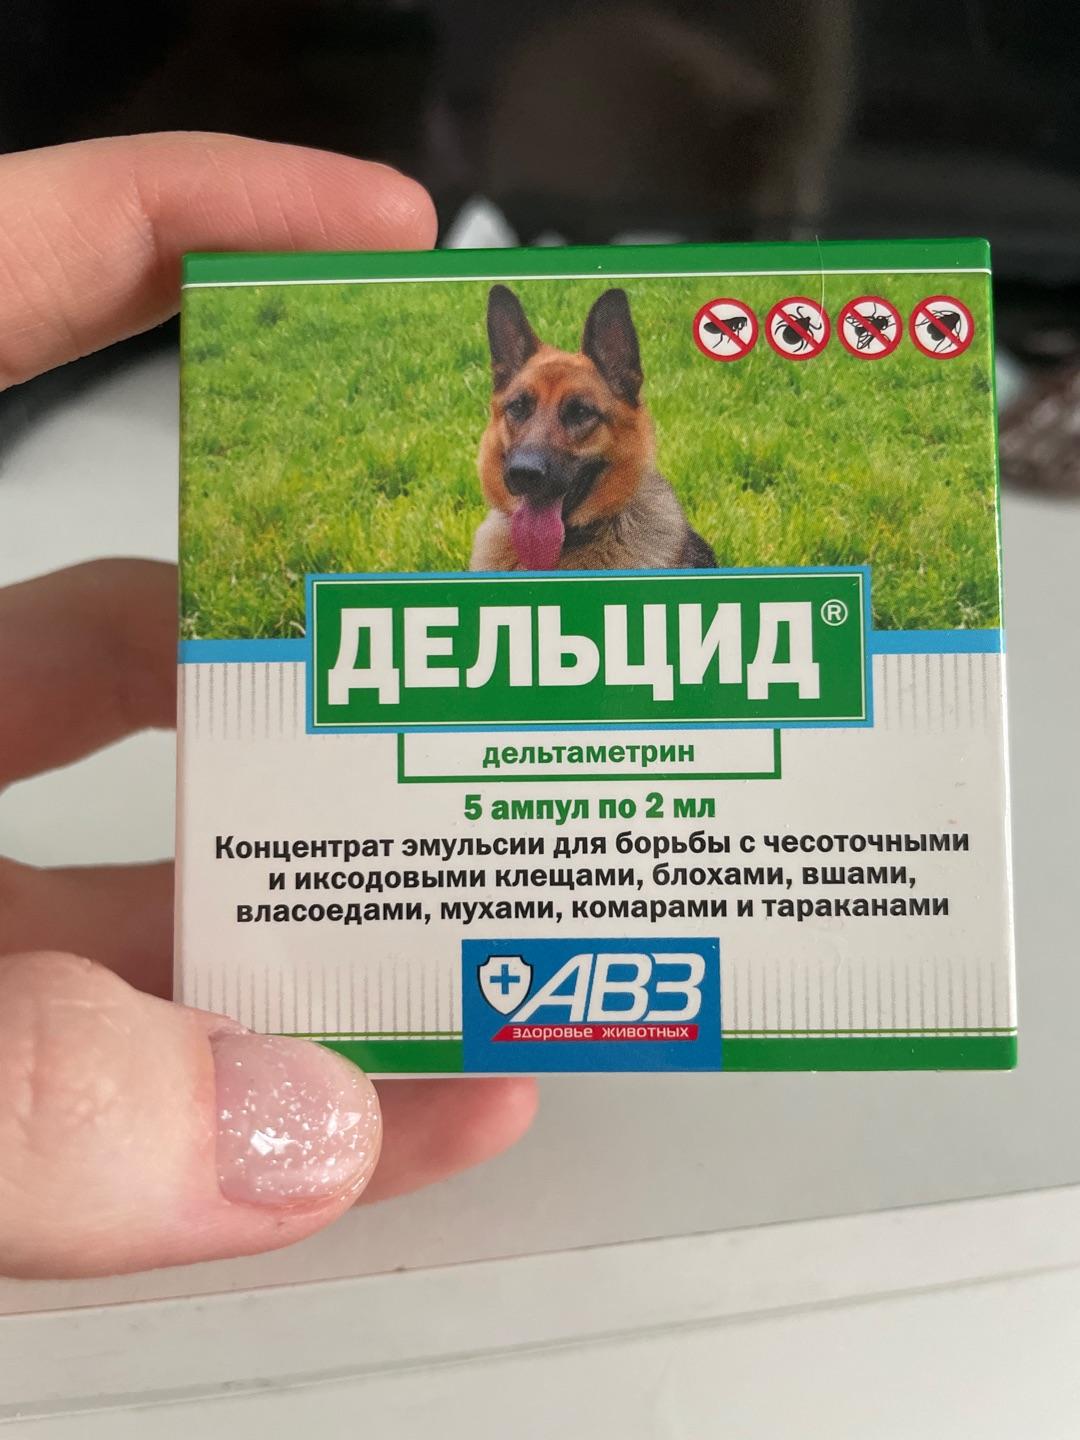 ДЕЛЬЦИД®
дельтаметрин
5 ампул по 2 мл
Концентрат эмульсии для борьбы с чесоточными
и иксодовыми клещами, блохами, вшами,
власоедами, мухами, комарами и тараканами
АВЗ
здоровье животных